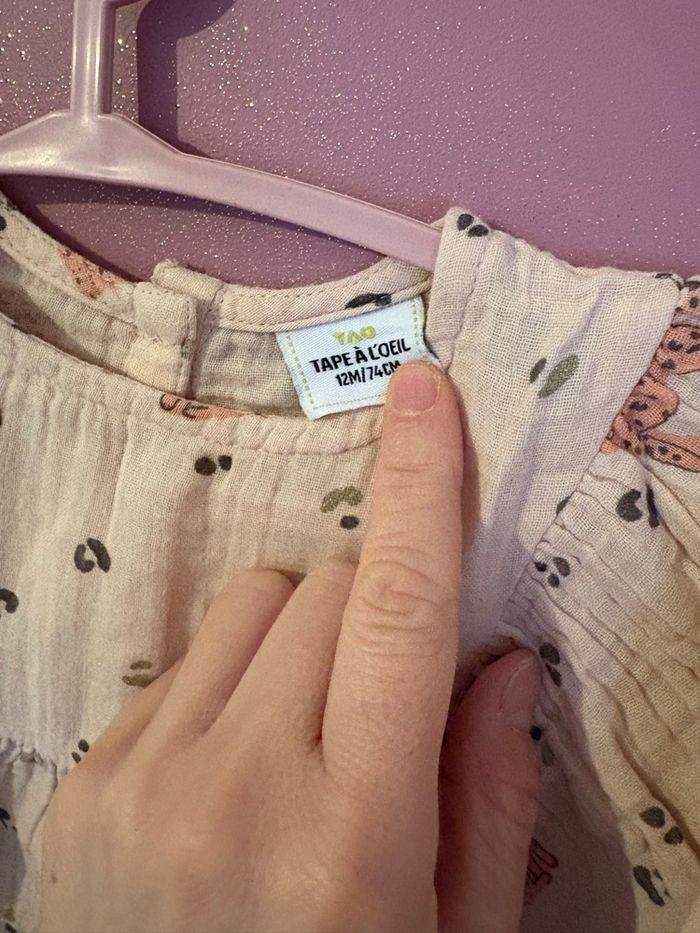 TAO
TAPE À L'OEIL
12M/74CM